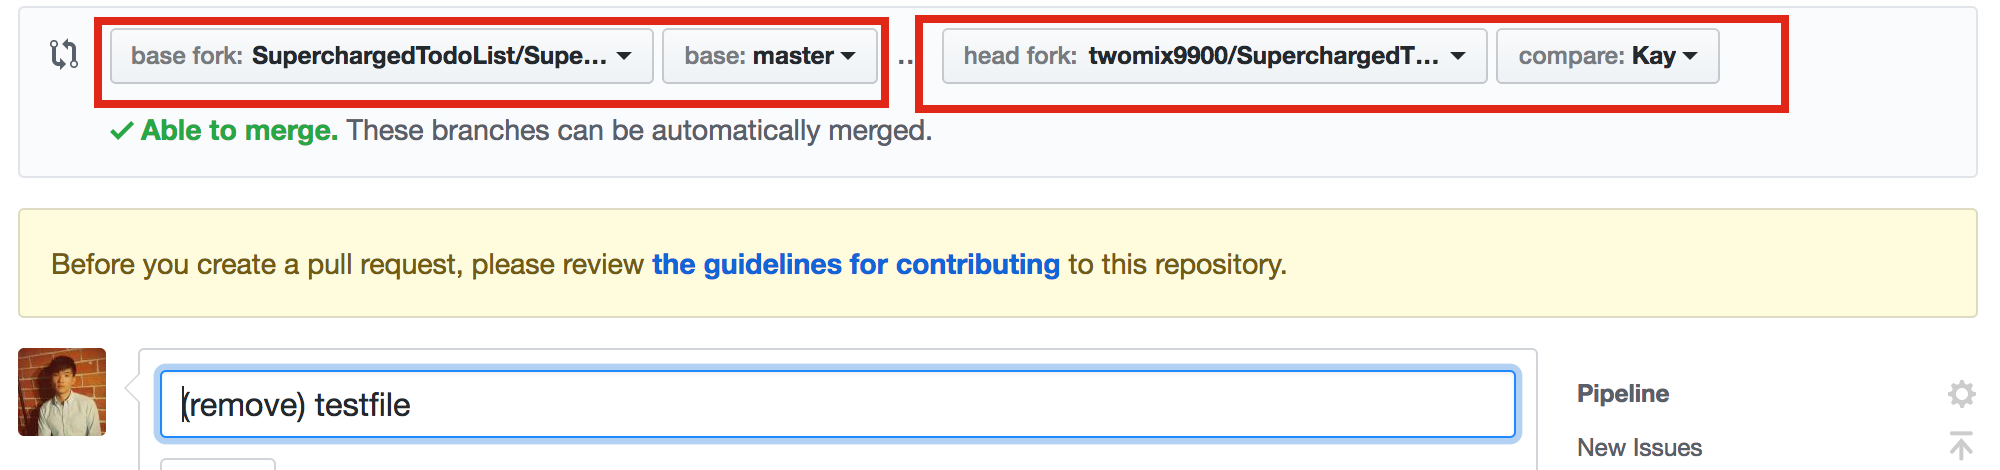 base fork: SuperchargedTodoList/Supe... base: master .. head fork: twomix9900/SuperchargedT... compare: Kay
Able to merge. These branches can be automatically merged.
Before you create a pull request, please review the guidelines for contributing to this repository.
(remove) testfile
Pipeline
New Issues